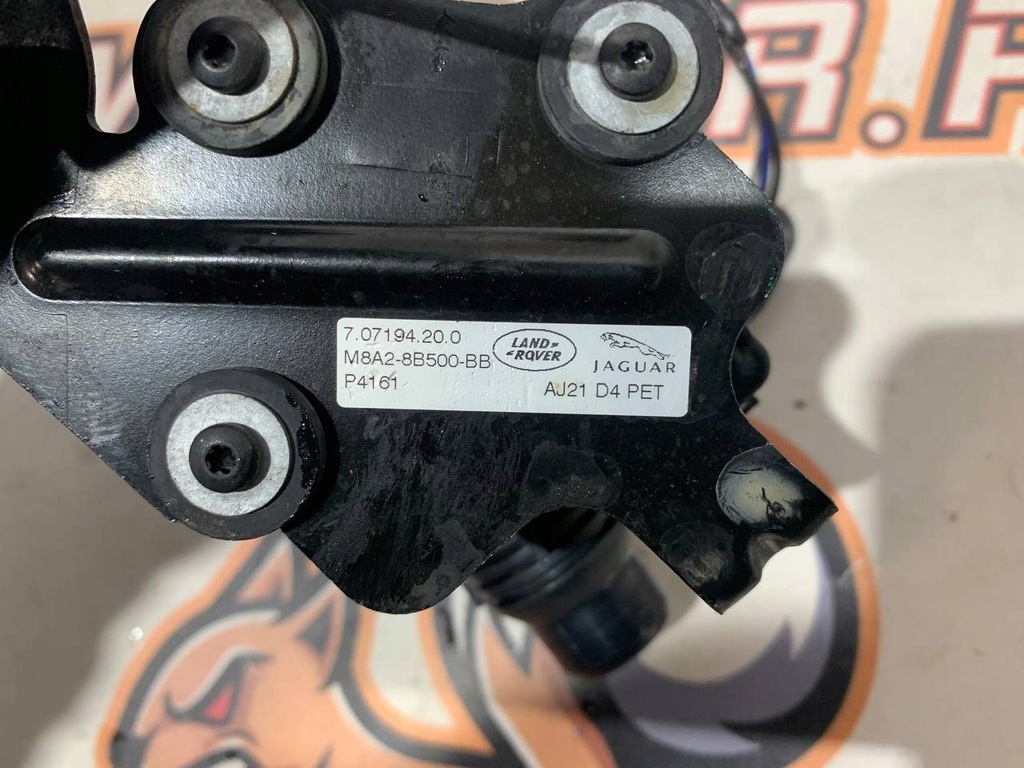 7.07194.20.0
M8A2-8B500-BB
P4161
LAND-
-ROVER
JAGUAR
AJ21 D4 PET